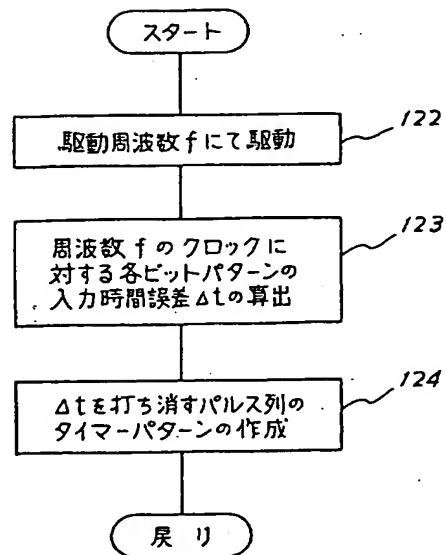 スタート
駆動周波数fにて駆動
122
周波数fのクロックに
対する各ビットパターンの
入力時間誤差Δtの算出
123
Δtを打ち消すパルス列の
タイマーパターンの作成
124
戻り